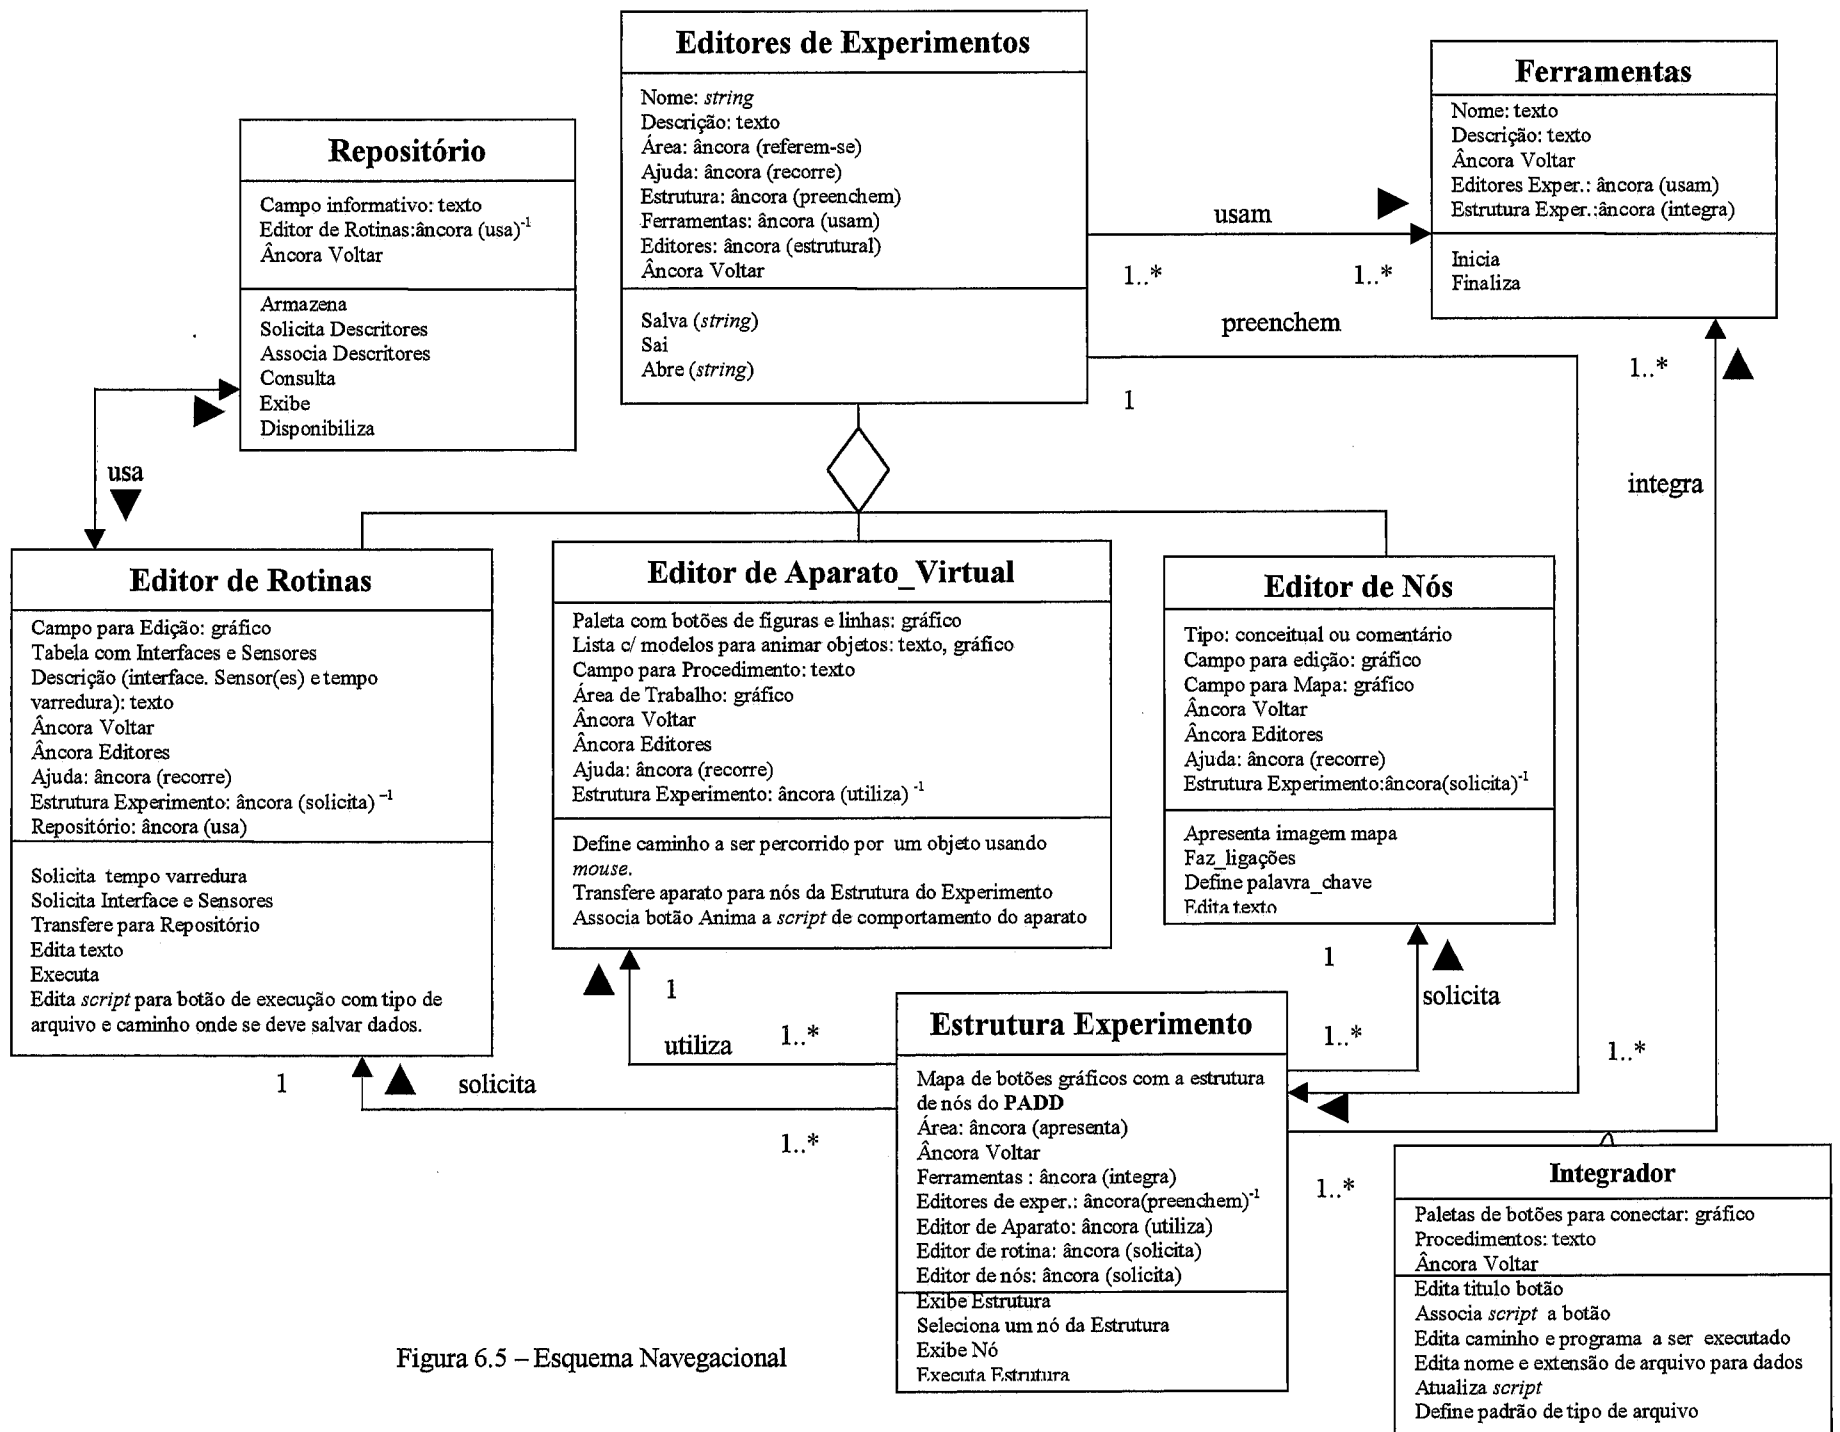 Editores de Experimentos
Nome: string
Descrição: texto
Área: âncora (referem-se)
Ajuda: âncora (recorre)
Estrutura: âncora (preenchem)
Ferramentas: âncora (usam)
Editores: âncora (estrutural)
Âncora Voltar
Salva (string)
Sai
Abre (string)
Ferramentas
Nome: texto
Descrição: texto
Âncora Voltar
Editores Exper.: âncora (usam)
Estrutura Exper.:âncora (integra)
Inicia
Finaliza
Repositório
Campo informativo: texto
Editor de Rotinas:âncora (usa)-1
Âncora Voltar
Armazena
Solicita Descritores
Associa Descritores
Consulta
Exibe
Disponibiliza
usam
1..*
1..*
preenchem
1
1..*
integra
usa
Editor de Rotinas
Campo para Edição: gráfico
Tabela com Interfaces e Sensores
Descrição (interface. Sensor(es) e tempo
varredura): texto
Âncora Voltar
Âncora Editores
Ajuda: âncora (recorre)
Estrutura Experimento: âncora (solicita) -1
Repositório: âncora (usa)
Solicita tempo varredura
Solicita Interface e Sensores
Transfere para Repositório
Edita texto
Executa
Edita script para botão de execução com tipo de
arquivo e caminho onde se deve salvar dados.
Editor de Aparato_Virtual
Paleta com botões de figuras e linhas: gráfico
Lista c/ modelos para animar objetos: texto, gráfico
Campo para Procedimento: texto
Área de Trabalho: gráfico
Âncora Voltar
Âncora Editores
Ajuda: âncora (recorre)
Estrutura Experimento: âncora (utiliza) -1
Define caminho a ser percorrido por um objeto usando
mouse.
Transfere aparato para nós da Estrutura do Experimento
Associa botão Anima a script de comportamento do aparato
Editor de Nós
Tipo: conceitual ou comentário
Campo para edição: gráfico
Campo para Mapa: gráfico
Âncora Voltar
Âncora Editores
Ajuda: âncora (recorre)
Estrutura Experimento:âncora(solicita)-1
Apresenta imagem mapa
Faz_ligações
Define palavra_chave
Edita texto
1
utiliza
1..*
1
solicita
1..*
1
solicita
1..*
1..*
1..*
Estrutura Experimento
Mapa de botões gráficos com a estrutura
de nós do PADD
Área: âncora (apresenta)
Âncora Voltar
Ferramentas : âncora (integra)
Editores de exper.: âncora(preenchem)-1
Editor de Aparato: âncora (utiliza)
Editor de rotina: âncora (solicita)
Editor de nós: âncora (solicita)
Exibe Estrutura
Seleciona um nó da Estrutura
Exibe Nó
Executa Estrutura
Integrador
Paletas de botões para conectar: gráfico
Procedimentos: texto
Âncora Voltar
Edita titulo botão
Associa script a botão
Edita caminho e programa a ser executado
Edita nome e extensão de arquivo para dados
Atualiza script
Define padrão de tipo de arquivo
Figura 6.5 – Esquema Navegacional